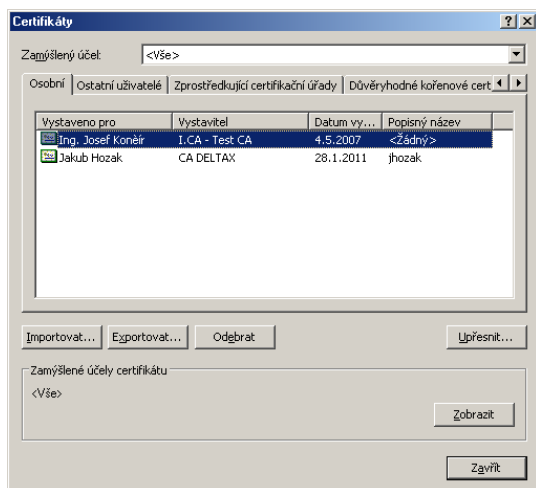 Certifikáty
Zamýšlený účel: <Vše>
Osobní Ostatní uživatelé Zprostředkující certifikační úřady Důvěryhodné kořenové cert
Vystaveno pro Vystavitel Datum vy... Popisný název
Ing. Josef Konèír I.CA - Test CA 4.5.2007 <Žádný>
Jakub Hozak CA DELTAX 28.1.2011 jhozak
Importovat... Exportovat... Odebrat Upřesnit...
Zamýšlené účely certifikátu
<Vše>
Zobrazit
Zavřít